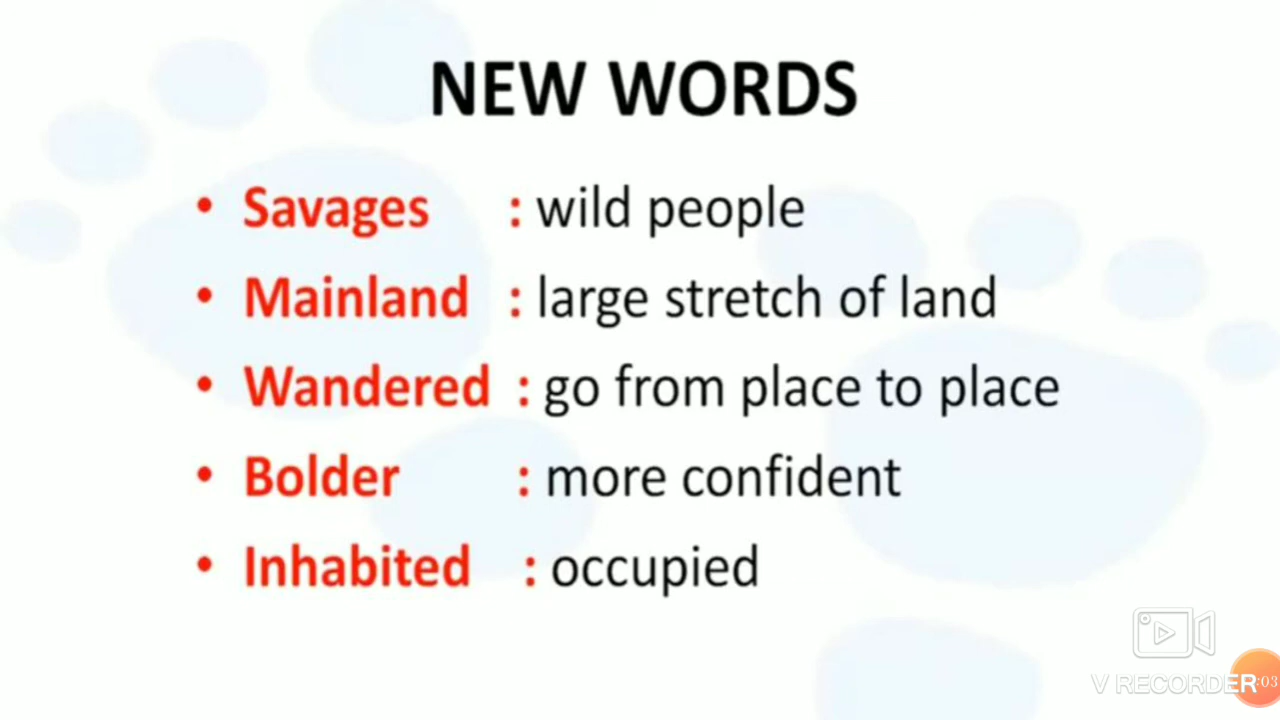 NEW WORDS
• Savages : wild people
• Mainland : large stretch of land
• Wandered : go from place to place
• Bolder : more confident
• Inhabited : occupied
V RECORDER
:03